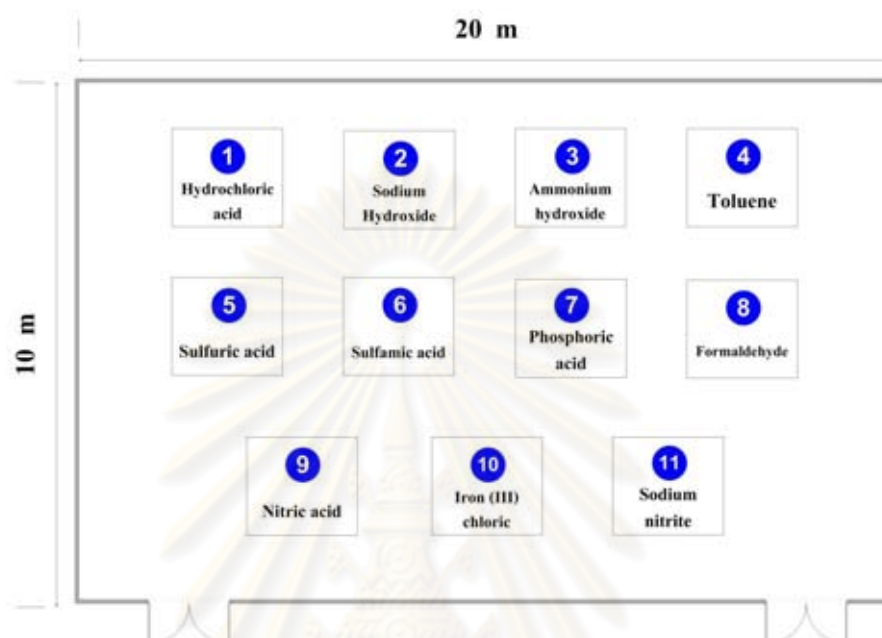 20 m
10 m
1
Hydrochloric
acid
2
Sodium
Hydroxide
3
Ammonium
hydroxide
4
Toluene
5
Sulfuric acid
6
Sulfamic acid
7
Phosphoric
acid
8
Formaldehyde
9
Nitric acid
10
Iron (III)
chloric
11
Sodium
nitrite